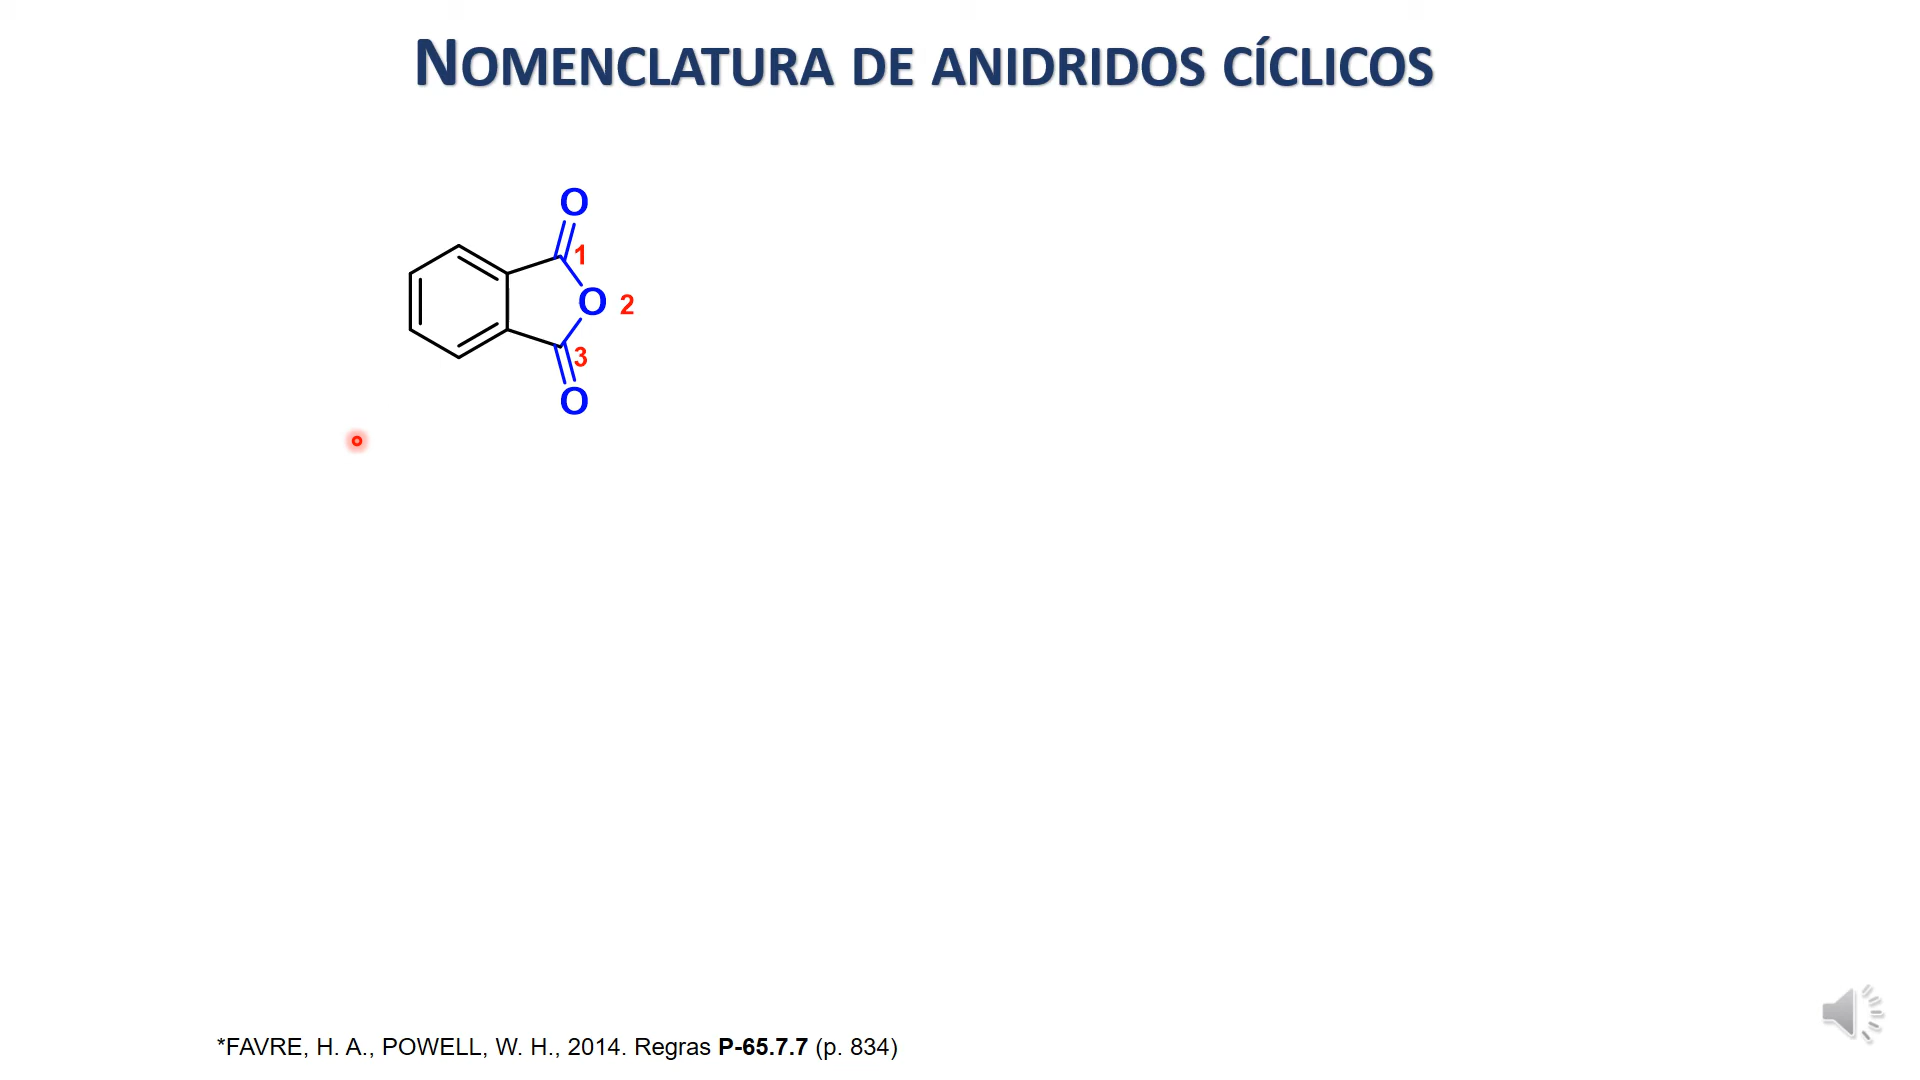 NOMENCLATURA DE ANIDRIDOS CÍCLICOS
O
1
O 2
3
O
*FAVRE, H. A., POWELL, W. H., 2014. Regras P-65.7.7 (p. 834)